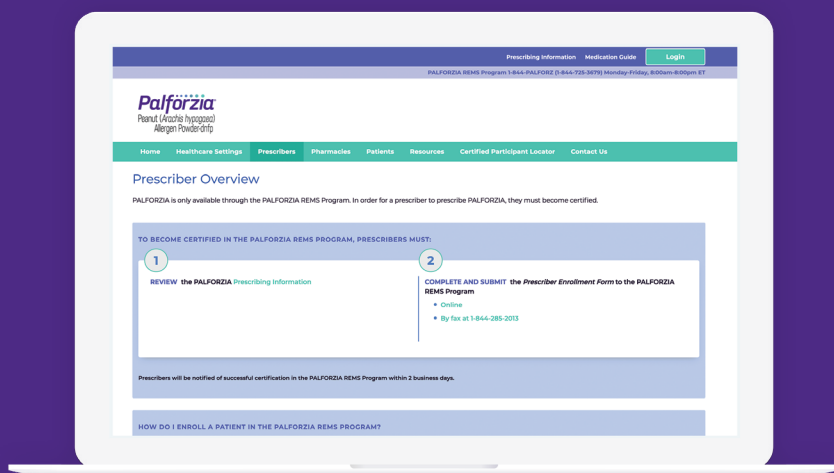 Prescribing Information Medication Guide Login
PALFORZIA REMS Program 1-844-PALFORZ (1-844-725-3679) Monday-Friday, 8:00am-8:00pm ET
Palforzia
Peanut (Arachis hypogaea)
Allergen Powder-dnfp
Home Healthcare Settings Prescribers Pharmacies Patients Resources Certified Participant Locator Contact Us
Prescriber Overview
PALFORZIA is only available through the PALFORZIA REMS Program. In order for a prescriber to prescribe PALFORZIA, they must become certified.
TO BECOME CERTIFIED IN THE PALFORZIA REMS PROGRAM, PRESCRIBERS MUST:
1
REVIEW the PALFORZIA Prescribing Information
2
COMPLETE AND SUBMIT the Prescriber Enrollment Form to the PALFORZIA
REMS Program
• Online
• By fax at 1-844-285-2013
Prescribers will be notified of successful certification in the PALFORZIA REMS Program within 2 business days.
HOW DO I ENROLL A PATIENT IN THE PALFORZIA REMS PROGRAM?